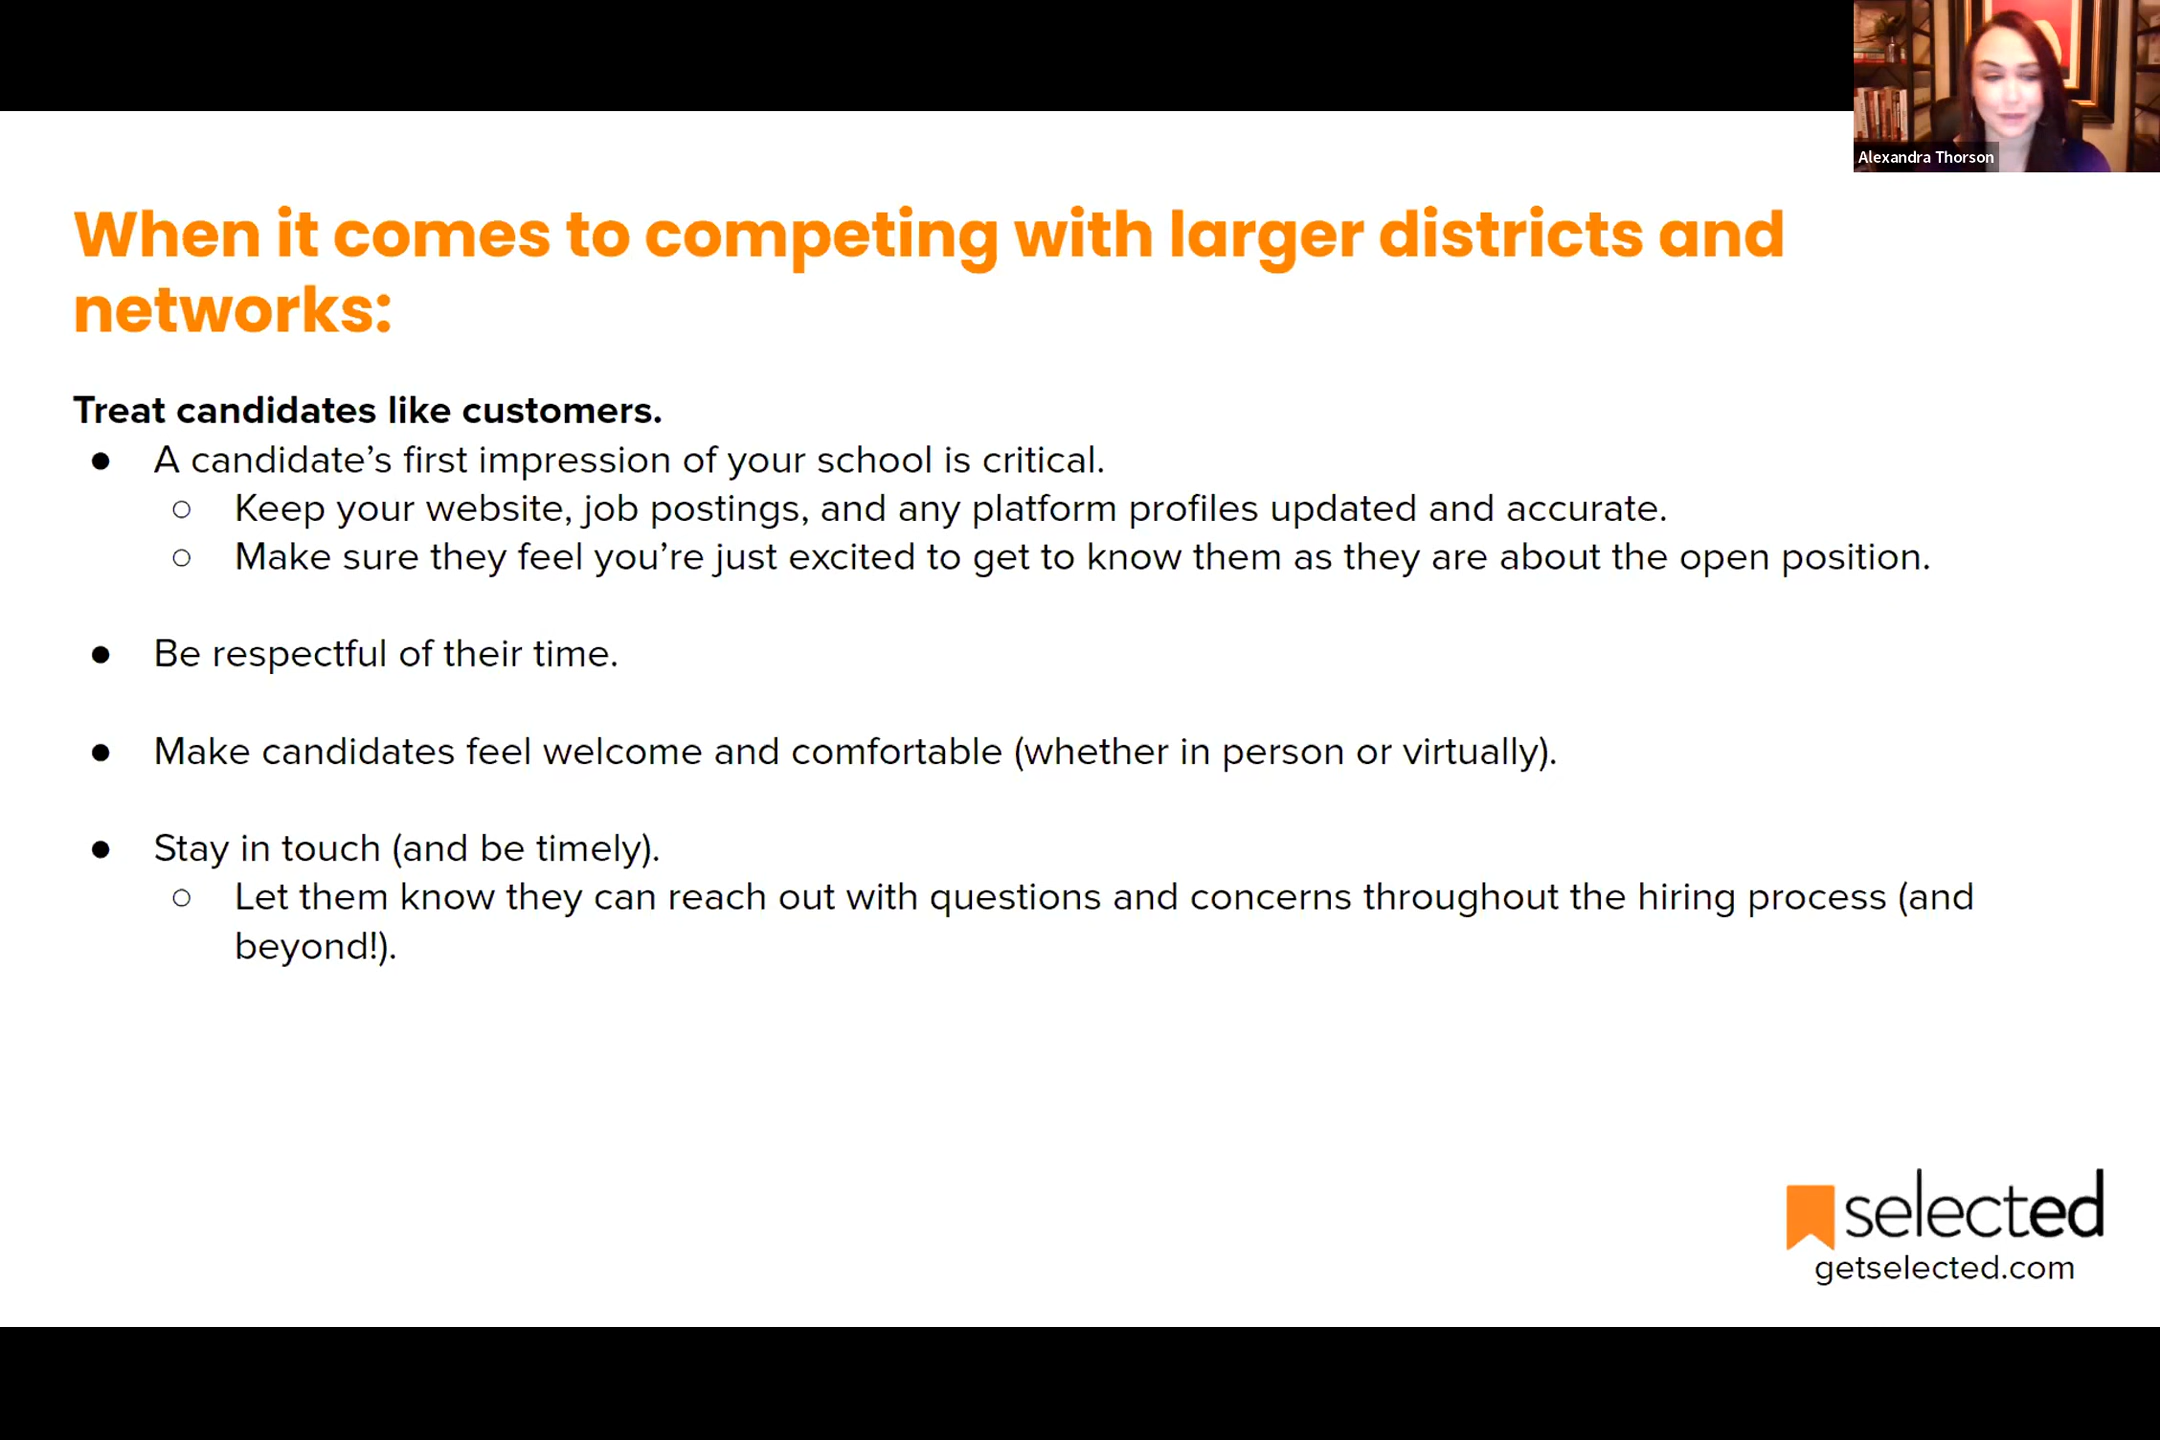 Alexandra Thorson
When it comes to competing with larger districts and
networks:
Treat candidates like customers.
● A candidate’s first impression of your school is critical.
○ Keep your website, job postings, and any platform profiles updated and accurate.
○ Make sure they feel you’re just excited to get to know them as they are about the open position.
● Be respectful of their time.
● Make candidates feel welcome and comfortable (whether in person or virtually).
● Stay in touch (and be timely).
○ Let them know they can reach out with questions and concerns throughout the hiring process (and
beyond!).
selected
getselected.com